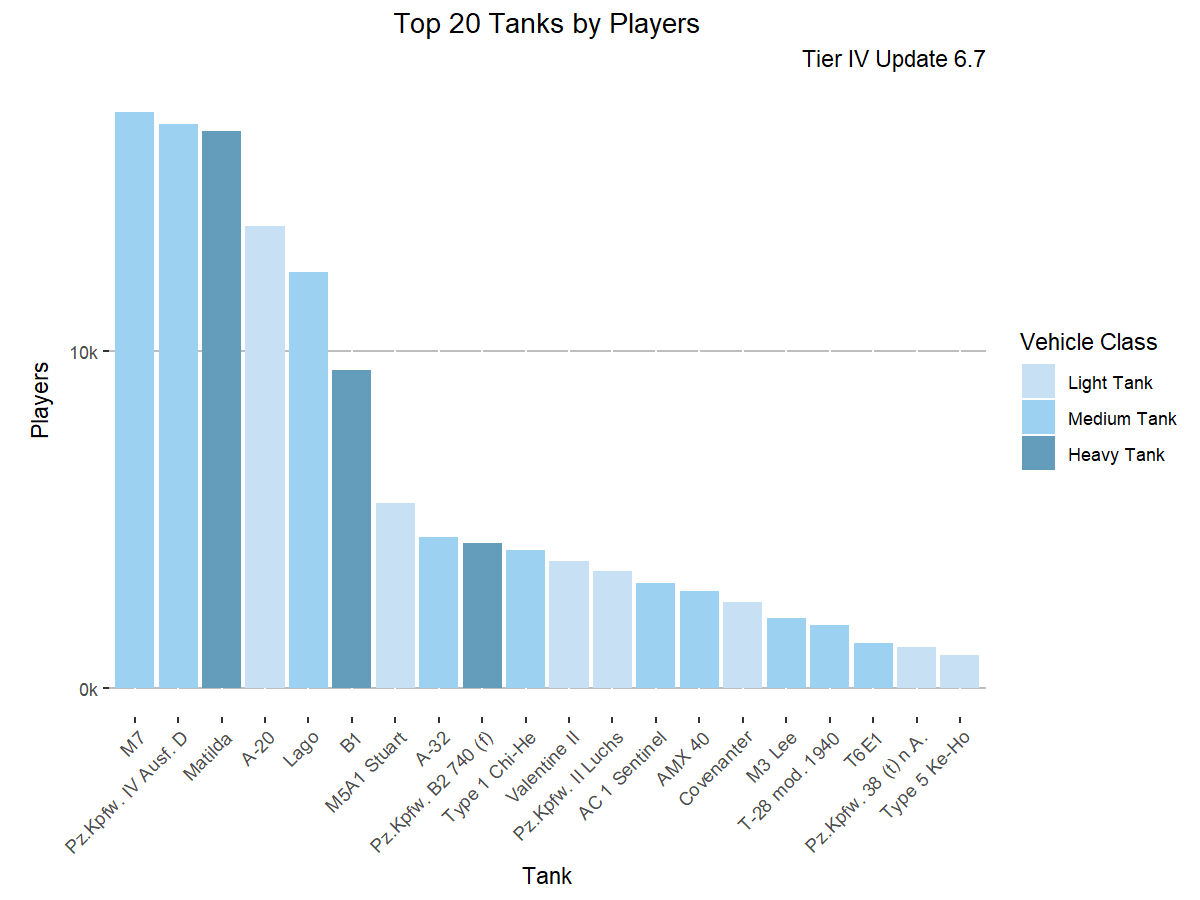 Top 20 Tanks by Players
Tier IV Update 6.7
Players
10k
0k
M7
Pz.Kpfw. IV Ausf. D
Matilda
A-20
Lago
B1
M5A1 Stuart
A-32
Pz.Kpfw. B2 740 (f)
Type 1 Chi-He
Valentine II
Pz.Kpfw. II Luchs
AC 1 Sentinel
AMX 40
Covenanter
M3 Lee
T-28 mod. 1940
T6E1
Pz.Kpfw. 38 (t) n.A.
Type 5 Ke-Ho
Tank
Vehicle Class
Light Tank
Medium Tank
Heavy Tank